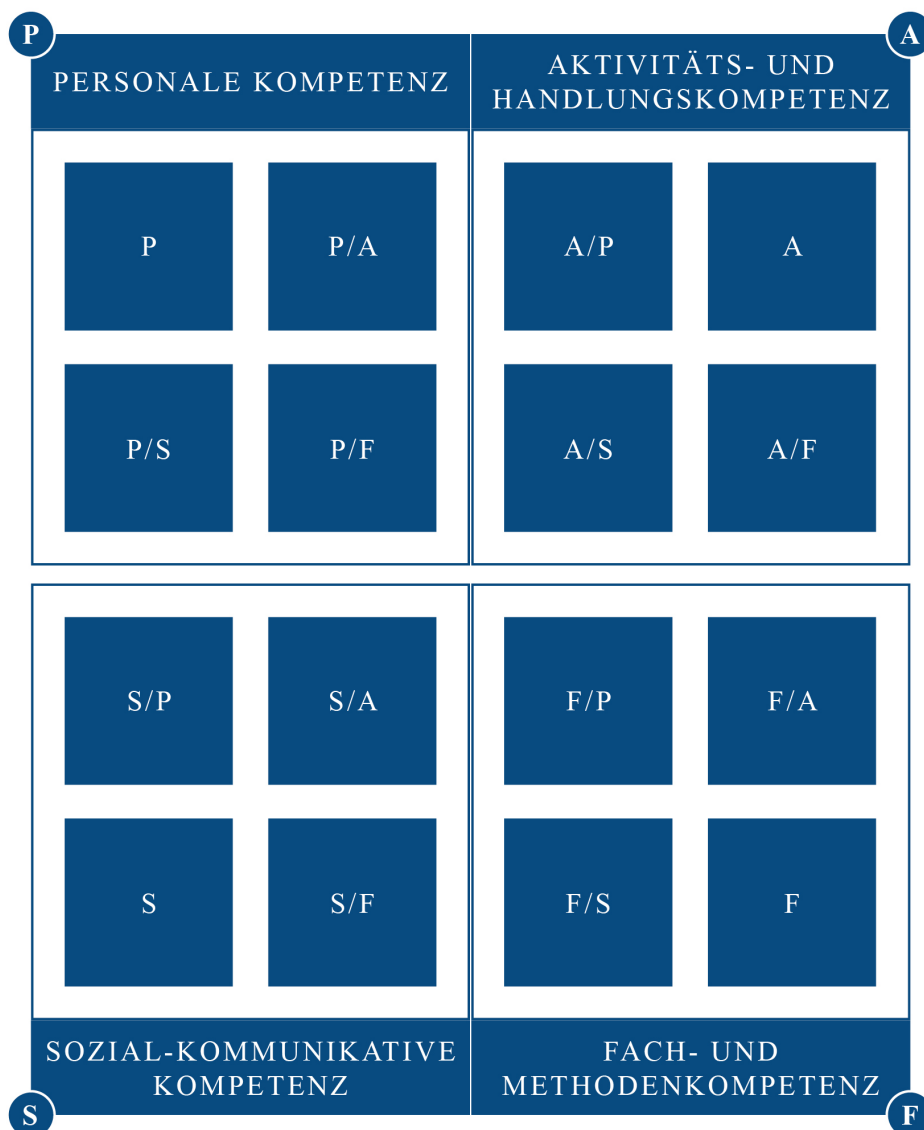 P
A
PERSONALE KOMPETENZ
AKTIVITÄTS- UND
HANDLUNGSKOMPETENZ
P
P/A
A/P
A
P/S
P/F
A/S
A/F
S/P
S/A
F/P
F/A
S
S/F
F/S
F
SOZIAL-KOMMUNIKATIVE
KOMPETENZ
FACH- UND
METHODENKOMPETENZ
S
F